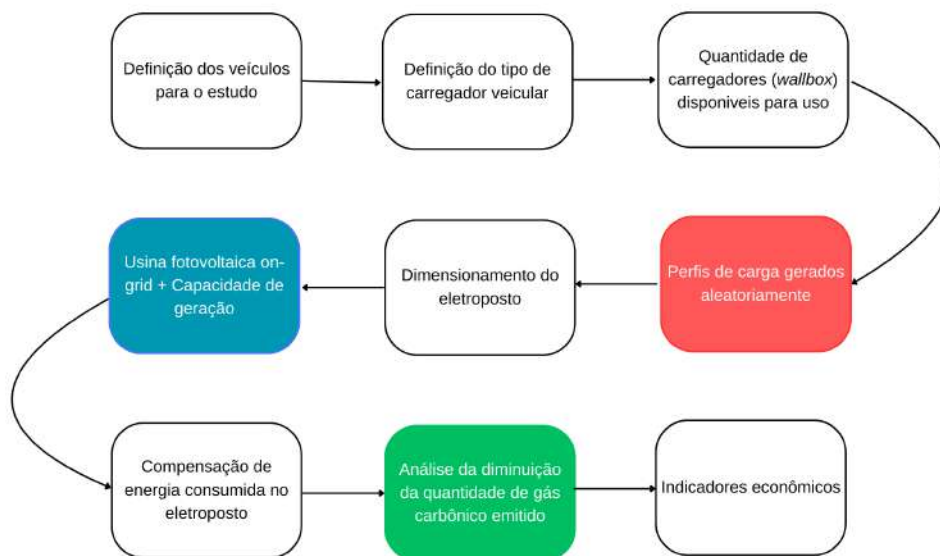 Definição dos veículos
para o estudo
Definição do tipo de
carregador veicular
Quantidade de
carregadores (wallbox)
disponiveis para uso
Perfis de carga gerados
aleatoriamente
Dimensionamento do
eletroposto
Usina fotovoltaica on-
grid + Capacidade de
geração
Compensação de
energia consumida no
eletroposto
Análise da diminuição
da quantidade de gás
carbônico emitido
Indicadores econômicos